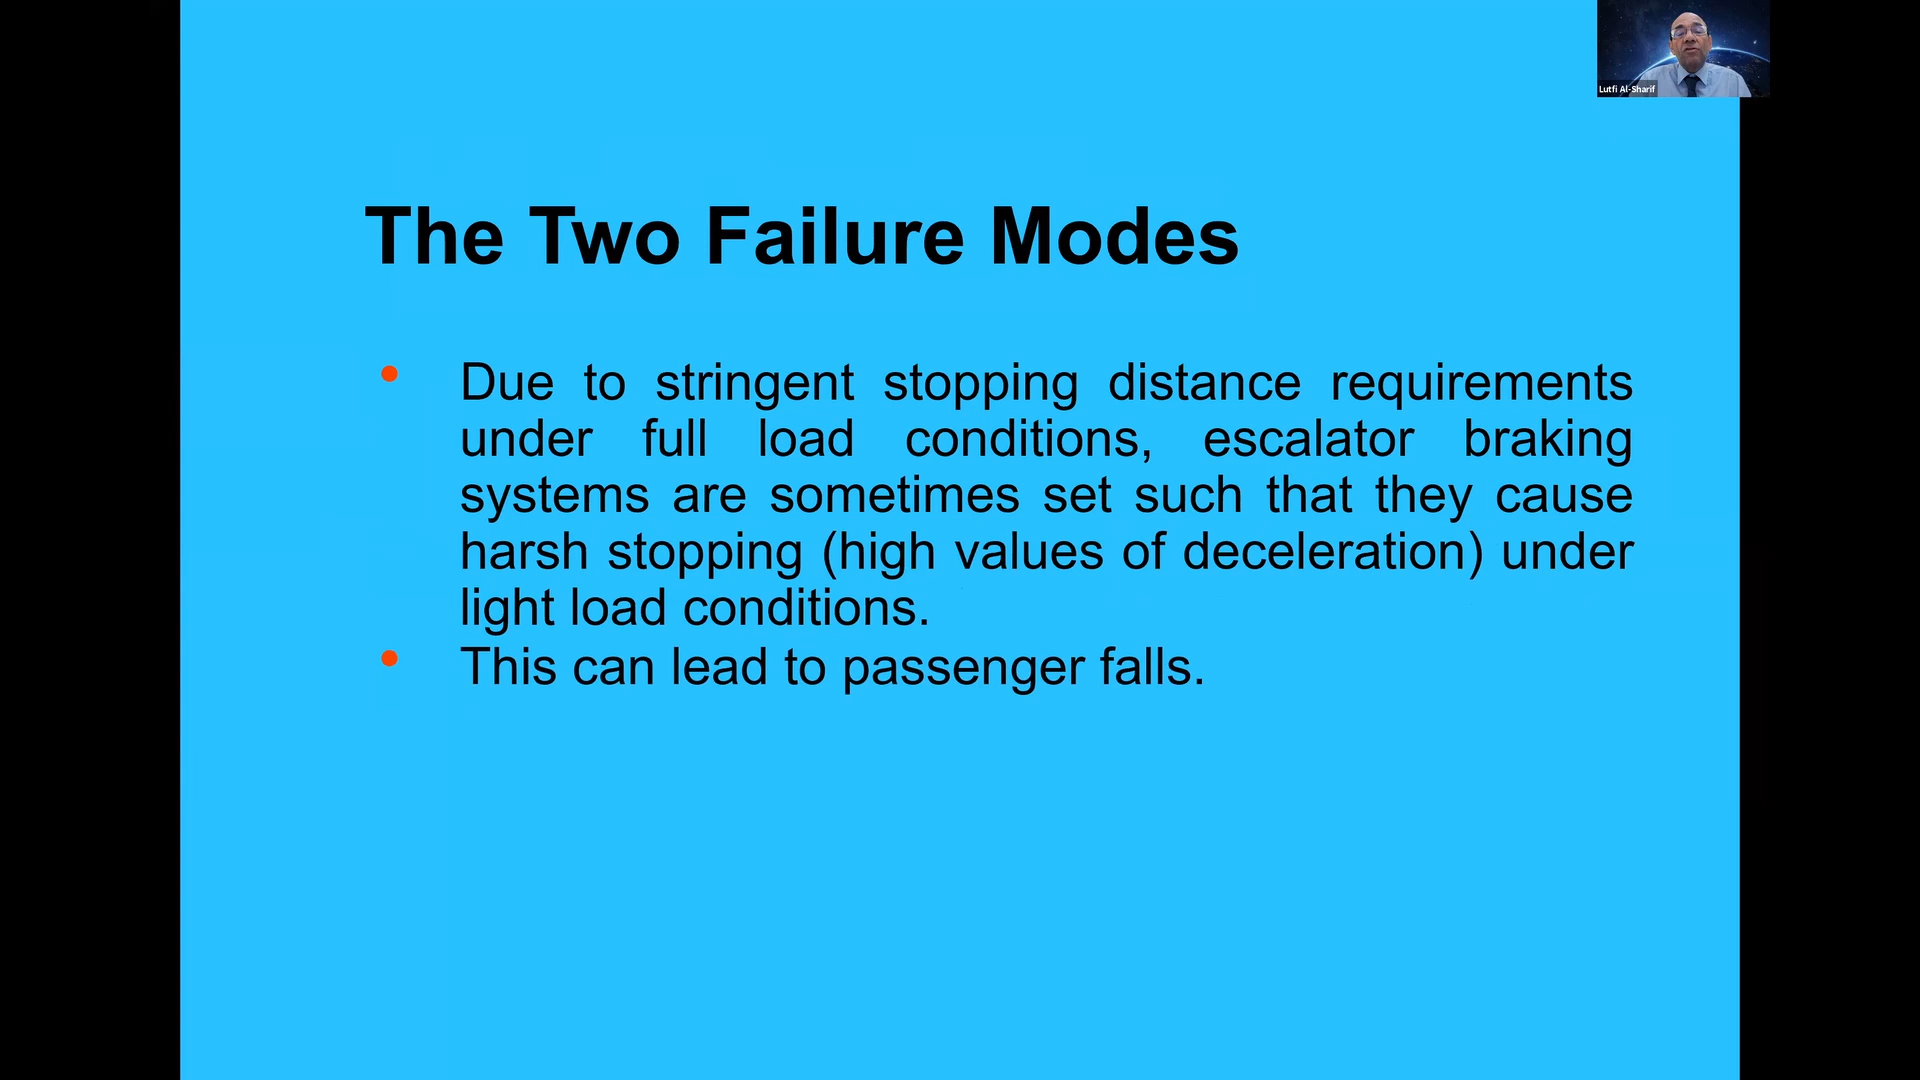 Lutfi Al-Sharif
The Two Failure Modes
• Due to stringent stopping distance requirements
under full load conditions, escalator braking
systems are sometimes set such that they cause
harsh stopping (high values of deceleration) under
light load conditions.
• This can lead to passenger falls.